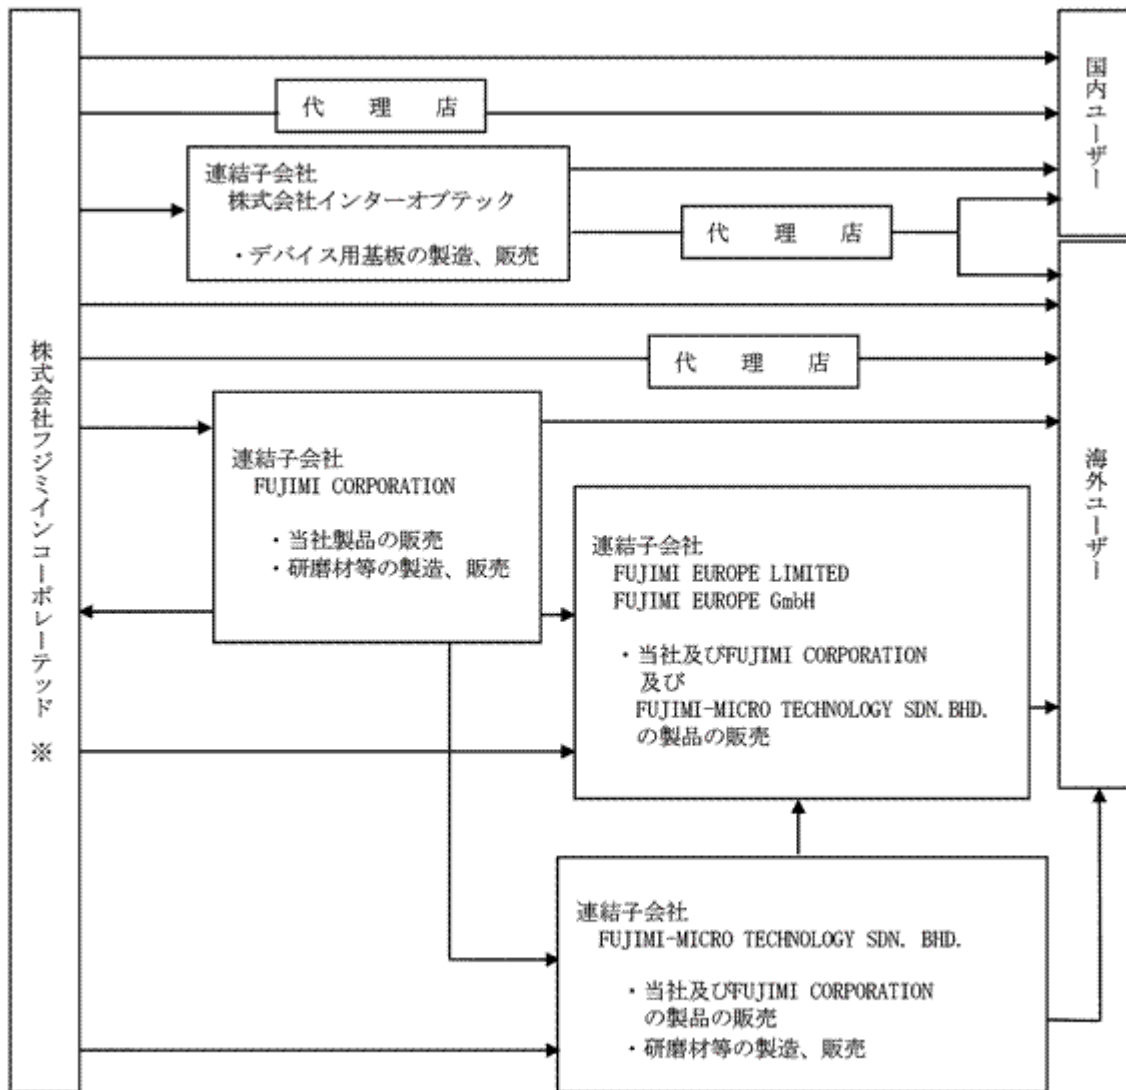 株式会社フジミインコーポレーテッド ※
代 理 店
連結子会社
株式会社インターオプテック
・デバイス用基板の製造、販売
代 理 店
国内ユーザー
代 理 店
連結子会社
FUJIMI CORPORATION
・当社製品の販売
・研磨材等の製造、販売
連結子会社
FUJIMI EUROPE LIMITED
FUJIMI EUROPE GmbH
・当社及びFUJIMI CORPORATION
及び
FUJIMI-MICRO TECHNOLOGY SDN.BHD.
の製品の販売
海外ユーザー
連結子会社
FUJIMI-MICRO TECHNOLOGY SDN. BHD.
・当社及びFUJIMI CORPORATION
の製品の販売
・研磨材等の製造、販売